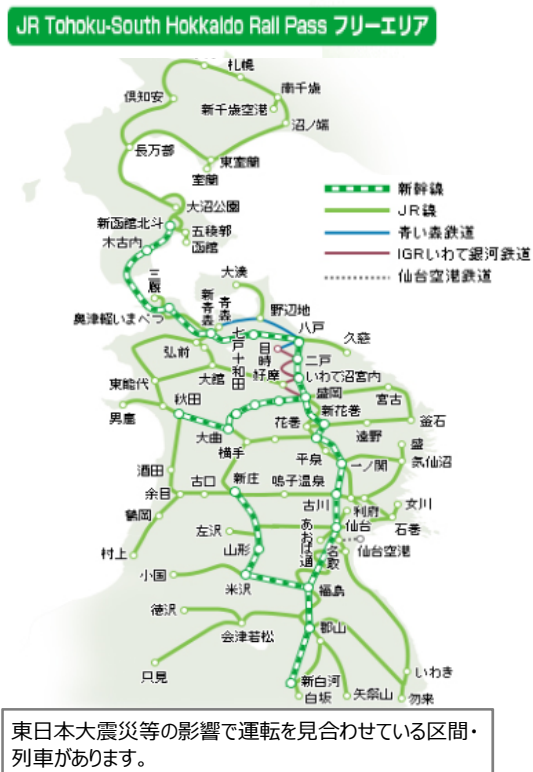 JR Tohoku-South Hokkaido Rail Pass フリーエリア
札幌
倶知安
南千歳
新千歳空港
沼ノ端
長万部
東室蘭
室蘭
大沼公園
新函館北斗
五稜郭
木古内
函館
新幹線
JR線
青い森鉄道
IGRいわて銀河鉄道
仙台空港鉄道
三厩
大湊
新青森
青森
野辺地
奥津軽いまべつ
八戸
七戸十和田
久慈
目時
二戸
弘前
好摩
いわて沼宮内
大館
東能代
盛岡
宮古
秋田
新花巻
男鹿
花巻
釜石
大曲
遠野
横手
盛
平泉
一ノ関
気仙沼
酒田
古口
新庄
鳴子温泉
余目
古川
利府
女川
鶴岡
あおば通
仙台
石巻
左沢
村上
山形
名取
仙台空港
小国
米沢
福島
徳沢
会津若松
郡山
只見
いわき
新白河
白坂
矢祭山
勿来
東日本大震災等の影響で運転を見合わせている区間・
列車があります。